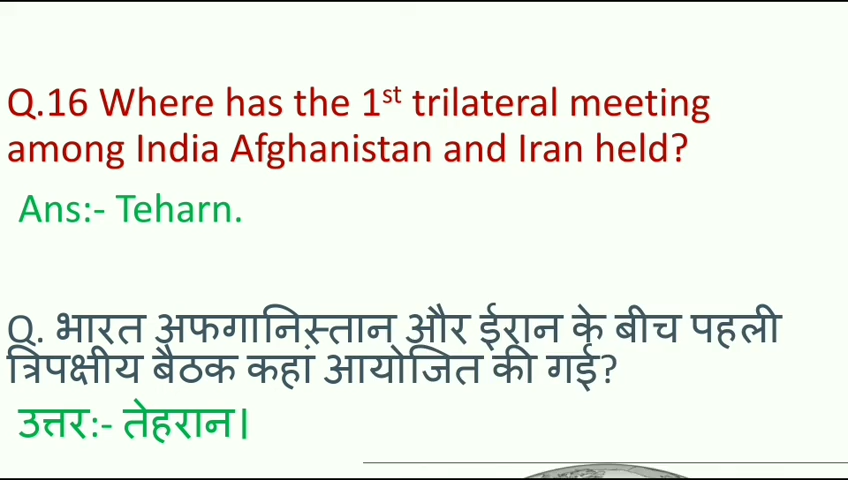 Q.16 Where has the 1st trilateral meeting
among India Afghanistan and Iran held?
Ans:- Teharn.
Q. भारत अफगानिस्तान और ईरान के बीच पहली
त्रिपक्षीय बैठक कहां आयोजित की गई?
उत्तर:- तेहरान।